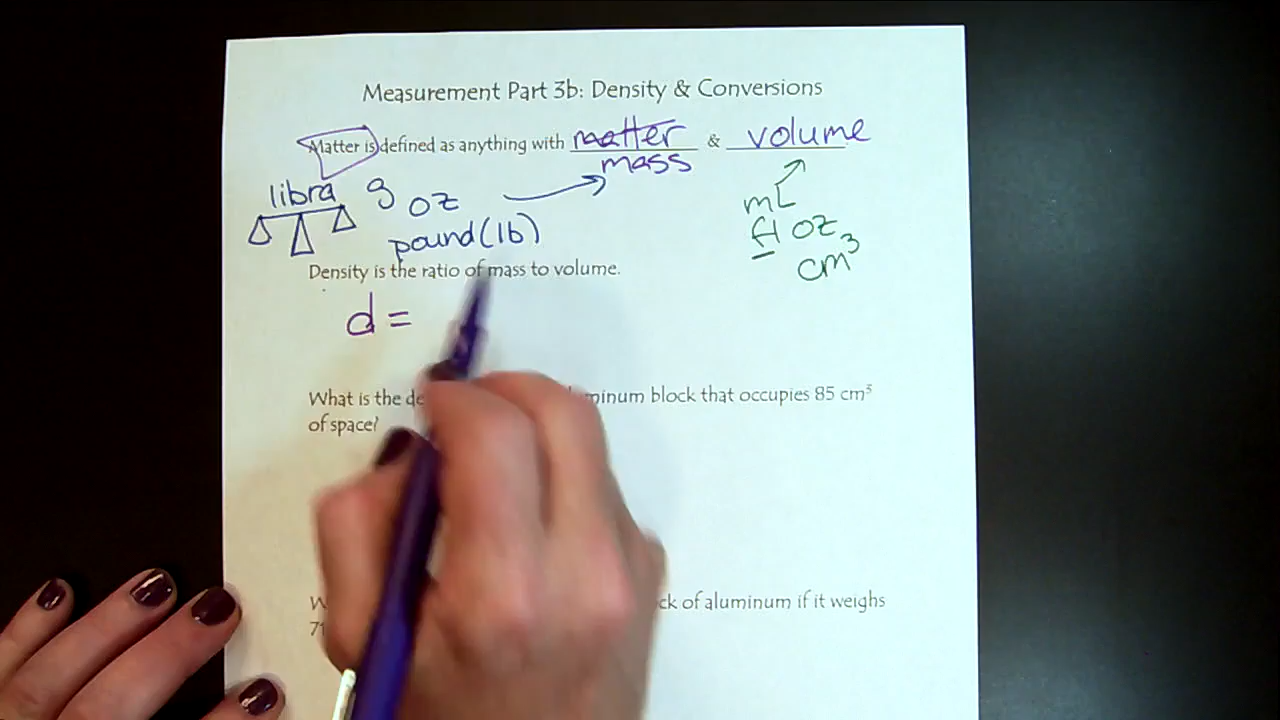 Measurement Part 3b: Density & Conversions
Matter is defined as anything with matter & volume
mass
libra g oz mL
pound (lb) fl oz
cm³
Density is the ratio of mass to volume.
d =
What is the minum block that occupies 85 cm³
of space?
ck of aluminum if it weighs